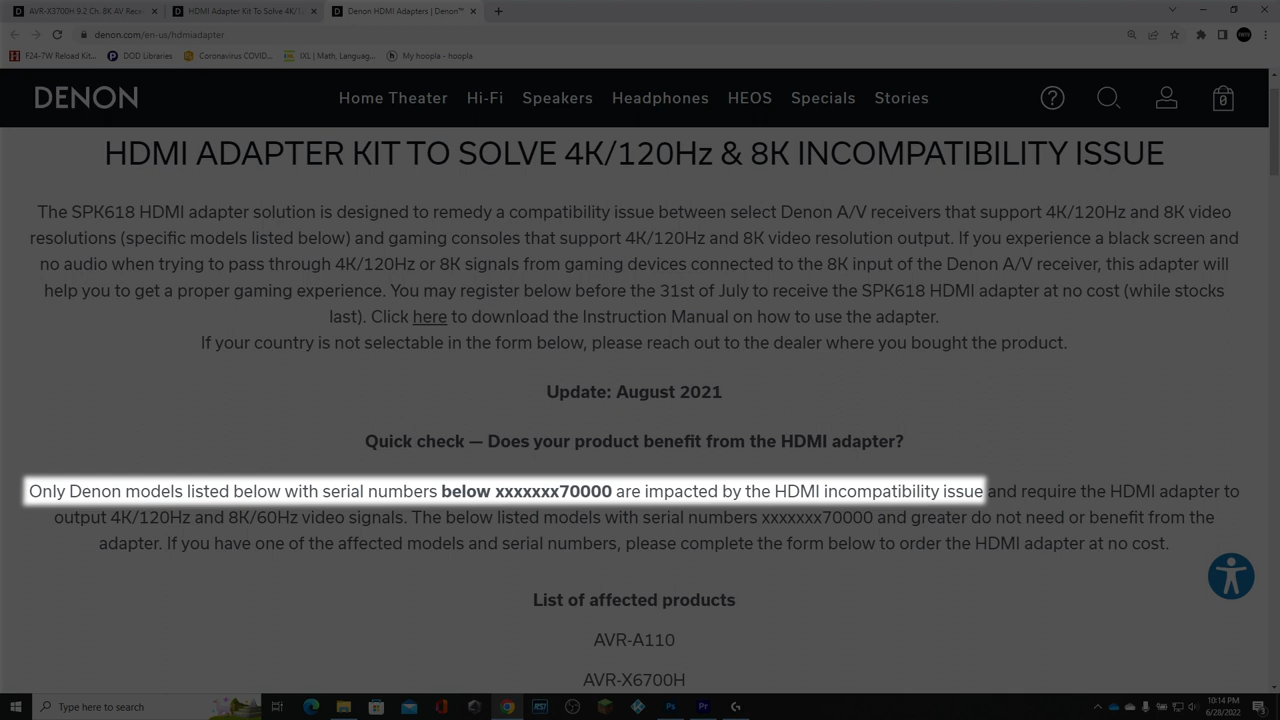 AVR-X3700H 9.2 Ch. 8K AV Rece
HDMI Adapter Kit To Solve 4K/1
Denon HDMI Adapters | Denon™
denon.com/en-us/hdmiadapter
F24-7W Reload Kit...
DOD Libraries
Coronavirus COVID...
IXL | Math, Languag...
My hoopla - hoopla
DENON
Home Theater Hi-Fi Speakers Headphones HEOS Specials Stories
0
HDMI ADAPTER KIT TO SOLVE 4K/120Hz & 8K INCOMPATIBILITY ISSUE
The SPK618 HDMI adapter solution is designed to remedy a compatibility issue between select Denon A/V receivers that support 4K/120Hz and 8K video
resolutions (specific models listed below) and gaming consoles that support 4K/120Hz and 8K video resolution output. If you experience a black screen and
no audio when trying to pass through 4K/120Hz or 8K signals from gaming devices connected to the 8K input of the Denon A/V receiver, this adapter will
help you to get a proper gaming experience. You may register below before the 31st of July to receive the SPK618 HDMI adapter at no cost (while stocks
last). Click here to download the Instruction Manual on how to use the adapter.
If your country is not selectable in the form below, please reach out to the dealer where you bought the product.
Update: August 2021
Quick check — Does your product benefit from the HDMI adapter?
Only Denon models listed below with serial numbers below xxxxxxx70000 are impacted by the HDMI incompatibility issue and require the HDMI adapter to
output 4K/120Hz and 8K/60Hz video signals. The below listed models with serial numbers xxxxxxx70000 and greater do not need or benefit from the
adapter. If you have one of the affected models and serial numbers, please complete the form below to order the HDMI adapter at no cost.
List of affected products
AVR-A110
AVR-X6700H
Type here to search
Ps
Pr
10:14 PM
6/28/2022